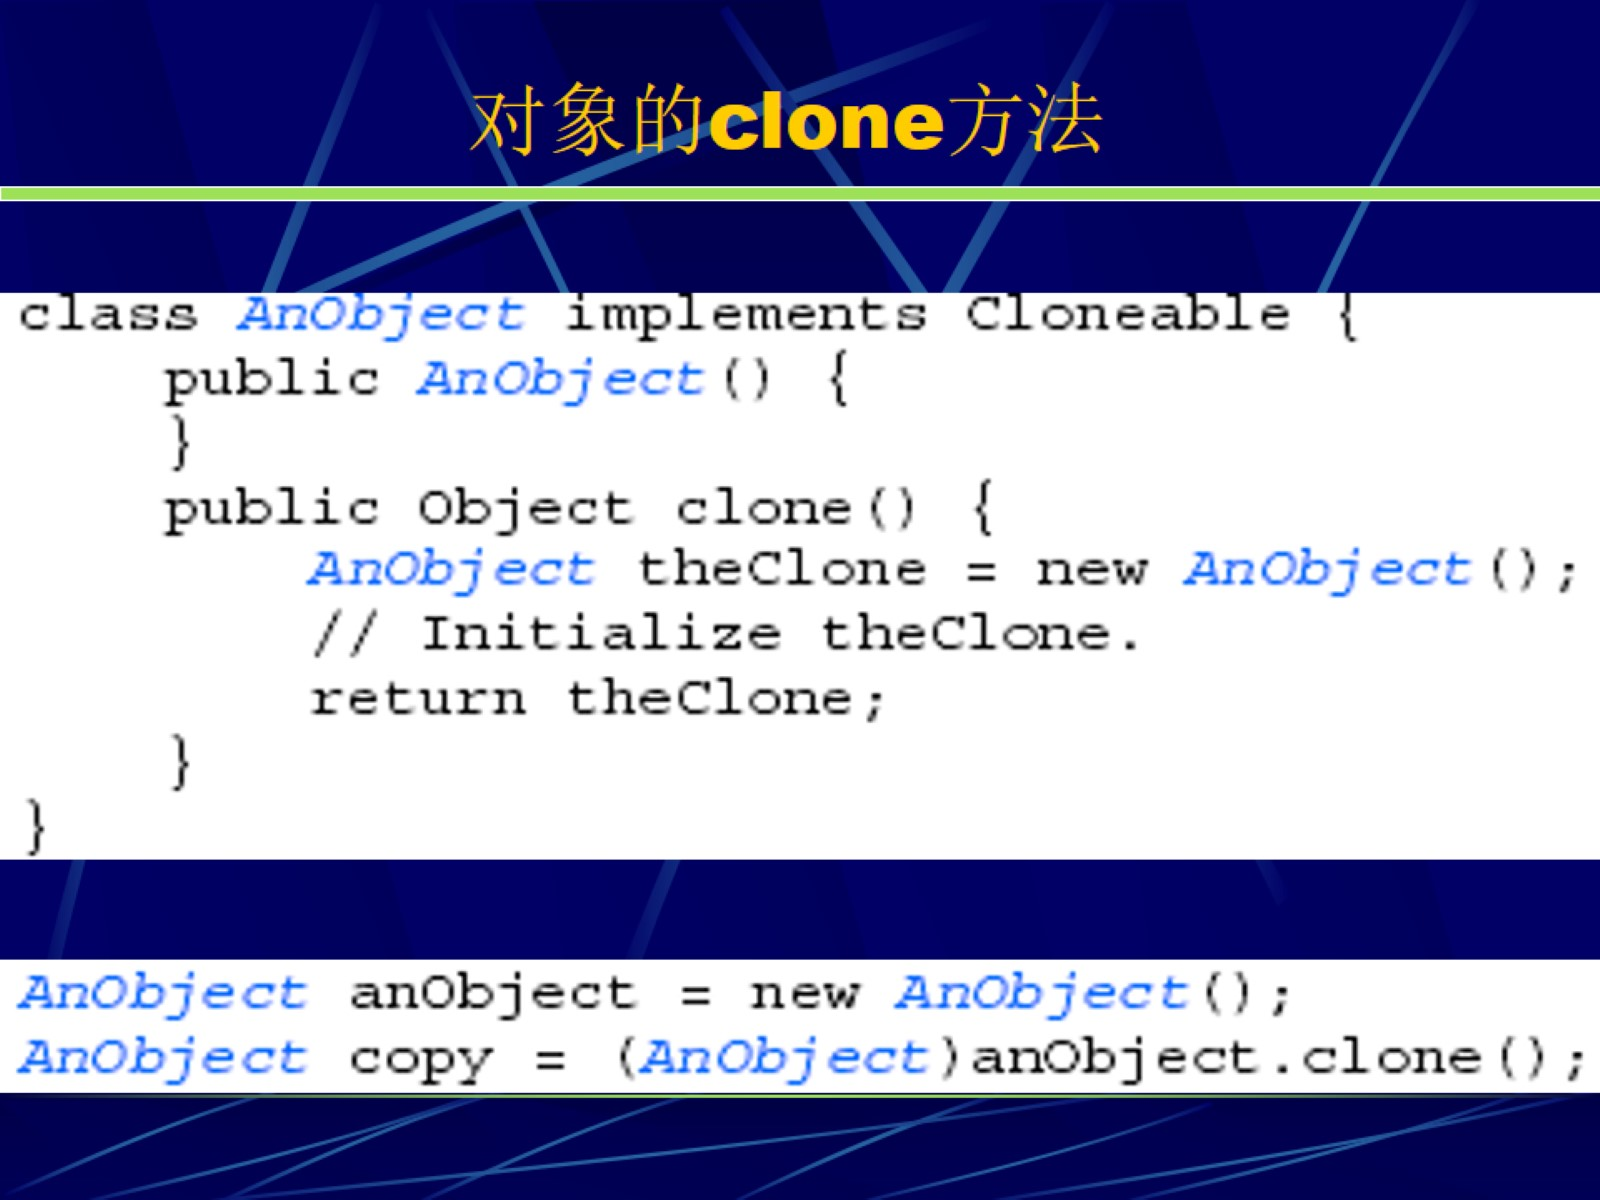 对象的clone方法
class AnObject implements Cloneable {
    public AnObject() {
    }
    public Object clone() {
        AnObject theClone = new AnObject();
        // Initialize theClone.
        return theClone;
    }
}
AnObject anObject = new AnObject();
AnObject copy = (AnObject)anObject.clone();